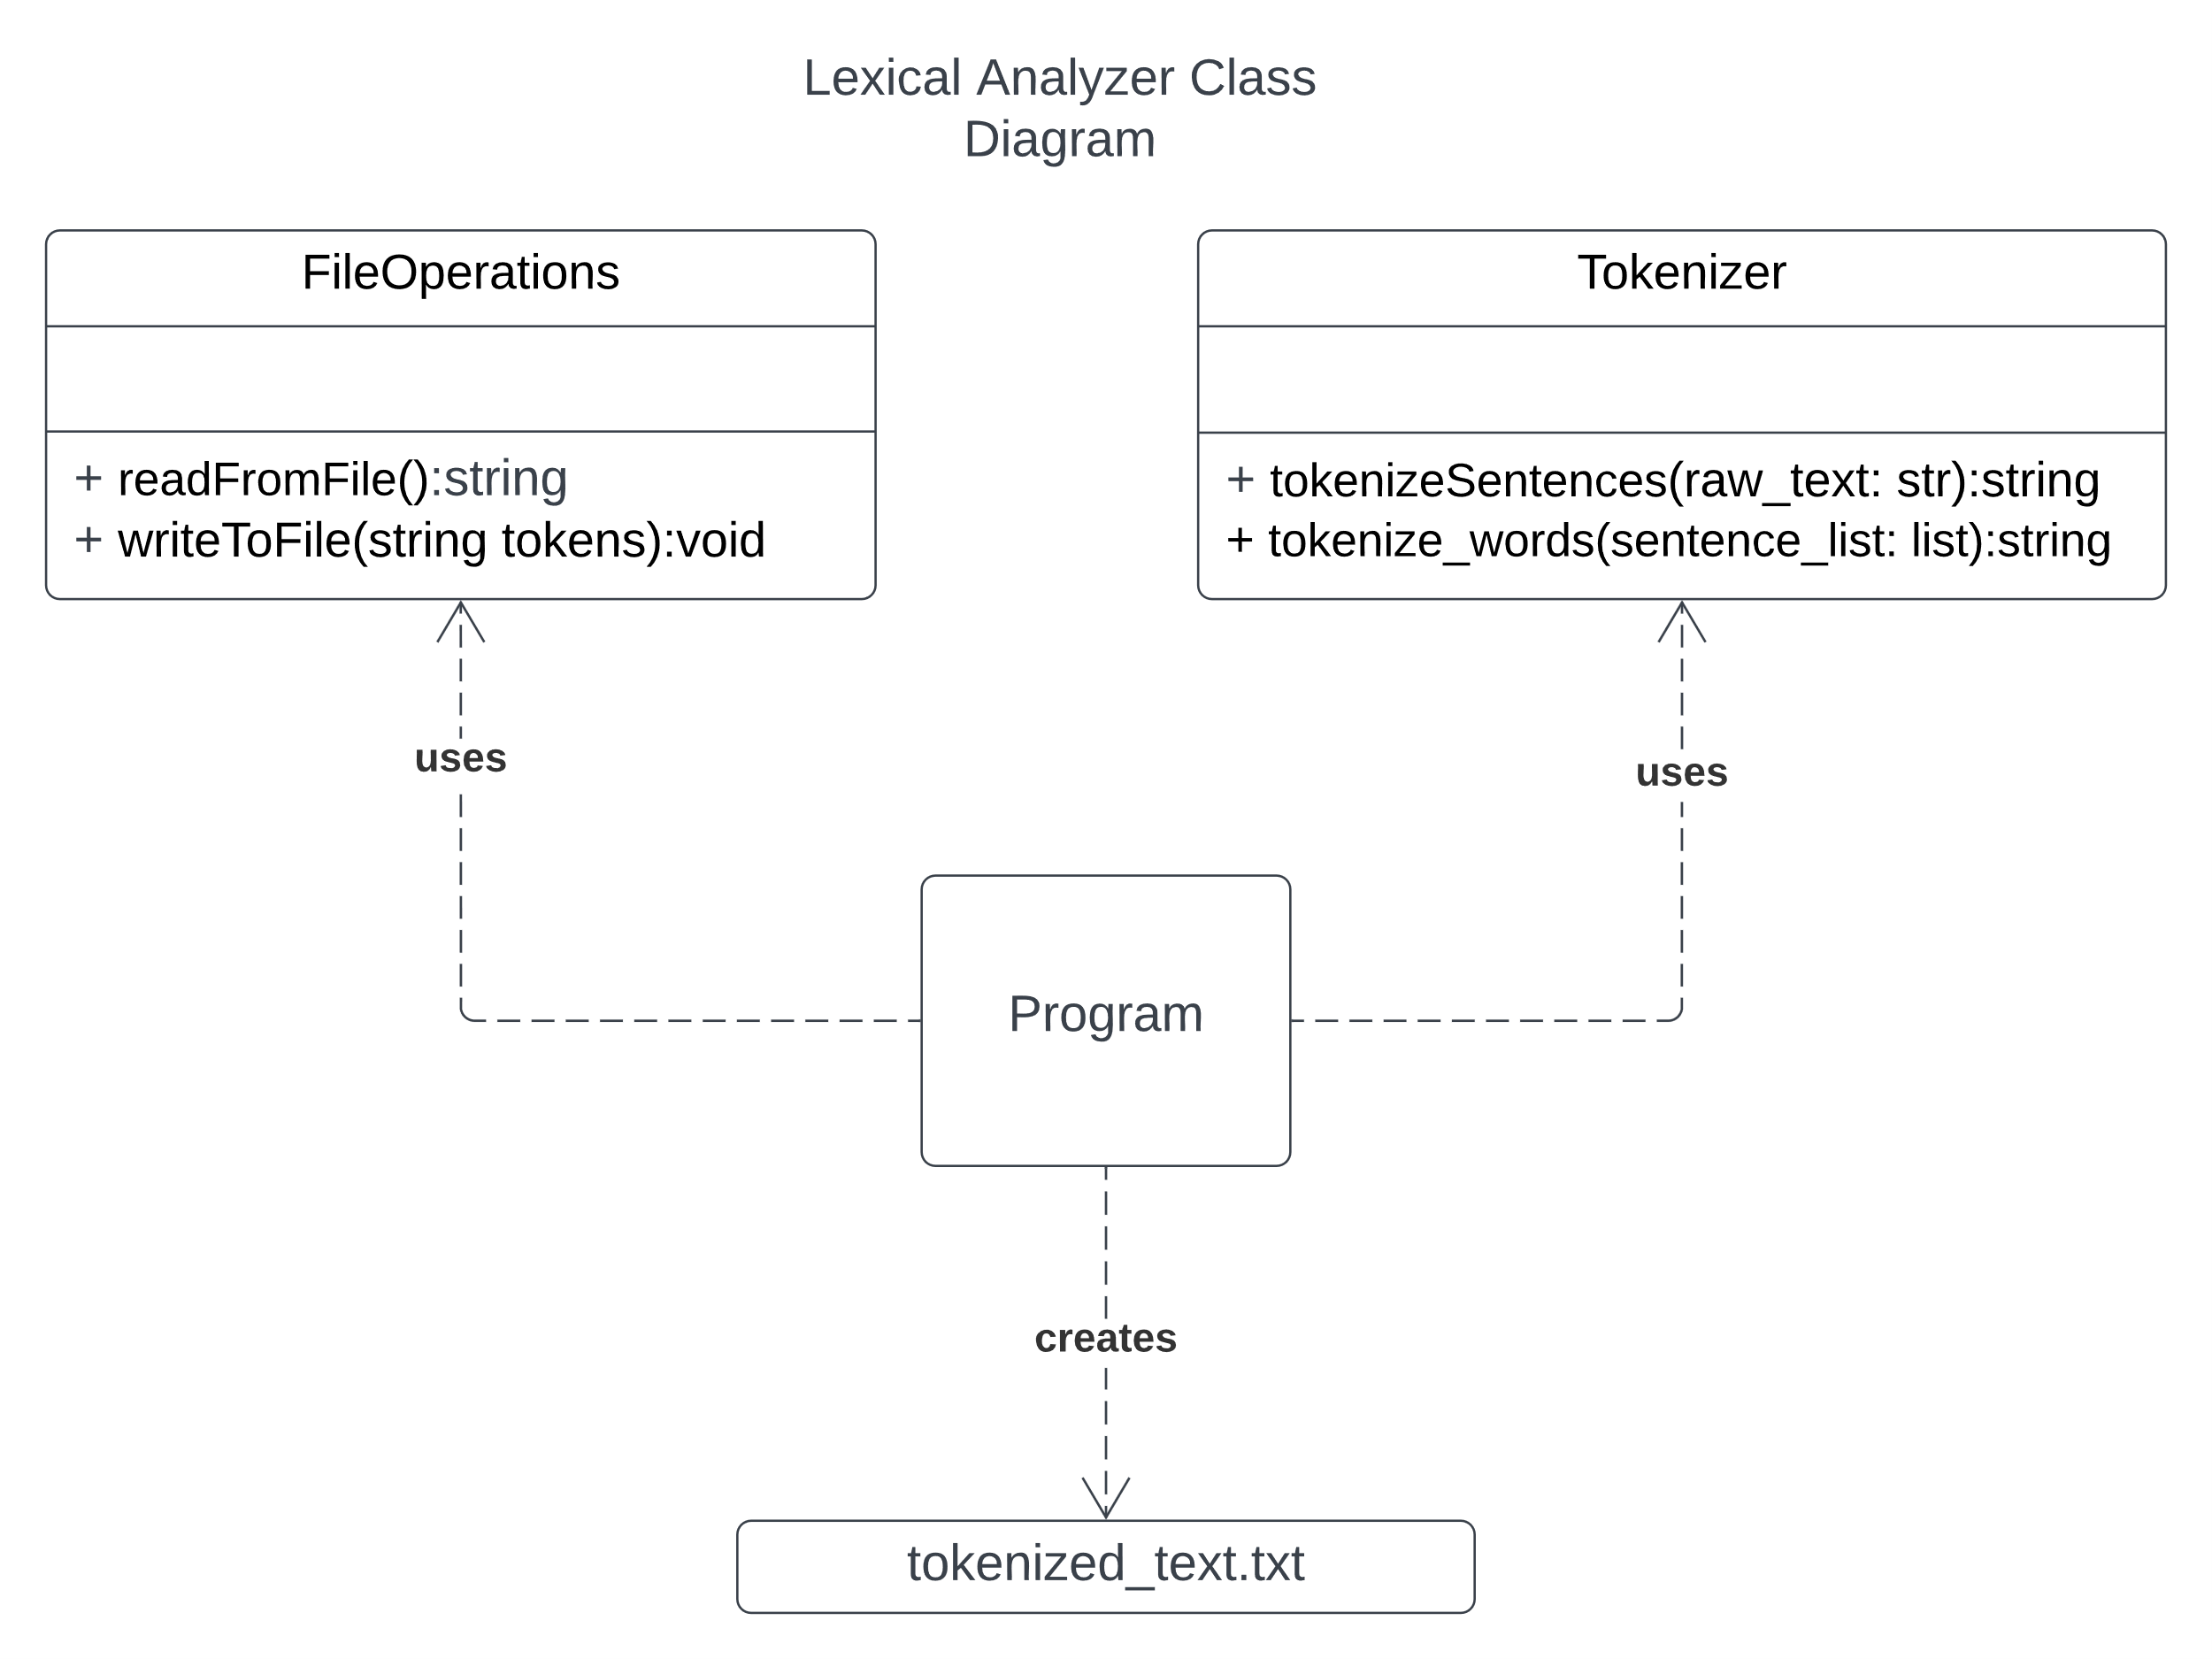 Lexical Analyzer Class
Diagram
FileOperations
+ readFromFile():string
+ writeToFile(string tokens):void
Tokenizer
+ tokenizeSentences(raw_text: str):string
+ tokenize_words(sentence_list: list):string
uses
uses
Program
creates
tokenized_text.txt